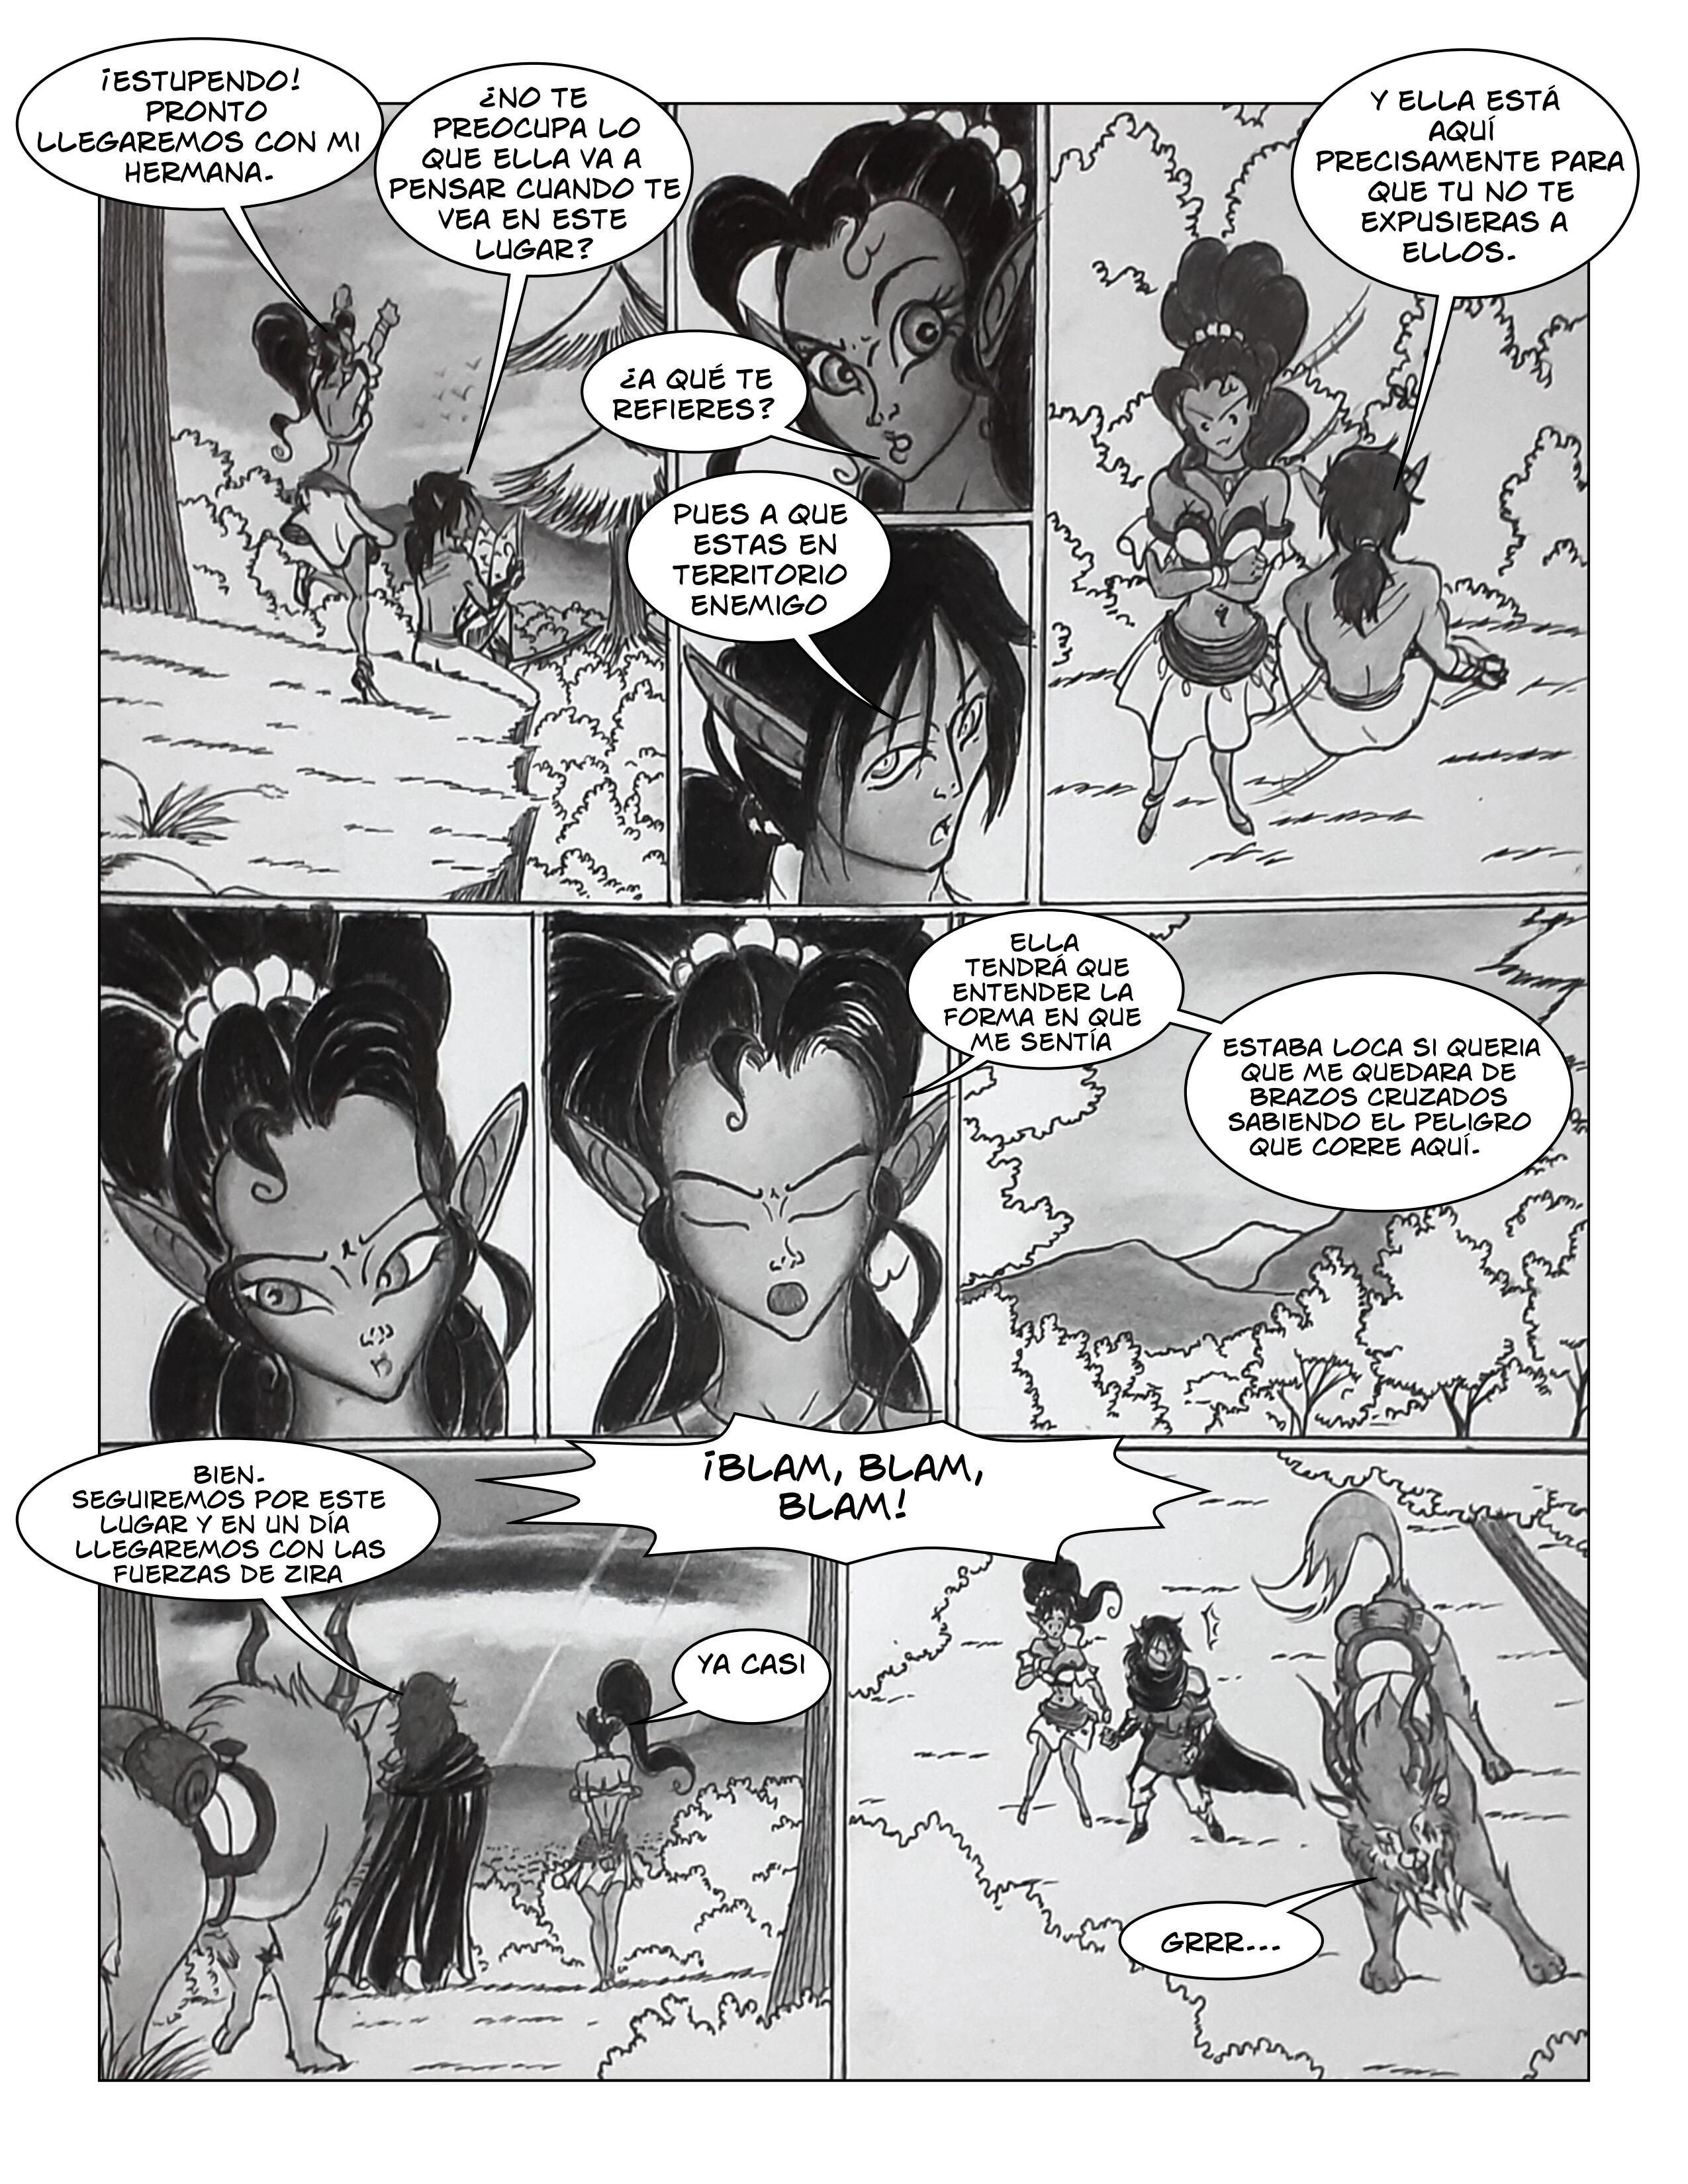 ¡ESTUPENDO!
PRONTO
LLEGAREMOS CON MI
HERMANA.
¿NO TE
PREOCUPA LO
QUE ELLA VA A
PENSAR CUANDO TE
VEA EN ESTE
LUGAR?
¿A QUÉ TE
REFIERES?
PUES A QUE
ESTAS EN
TERRITORIO
ENEMIGO
Y ELLA ESTÁ
AQUÍ
PRECISAMENTE PARA
QUE TU NO TE
EXPUSIERAS A
ELLOS.
ELLA
TENDRÁ QUE
ENTENDER LA
FORMA EN QUE
ME SENTÍA
ESTABA LOCA SI QUERIA
QUE ME QUEDARA DE
BRAZOS CRUZADOS
SABIENDO EL PELIGRO
QUE CORRE AQUÍ.
BIEN.
SEGUIREMOS POR ESTE
LUGAR Y EN UN DÍA
LLEGAREMOS CON LAS
FUERZAS DE ZIRA
YA CASI
¡BLAM, BLAM,
BLAM!
GRRR...